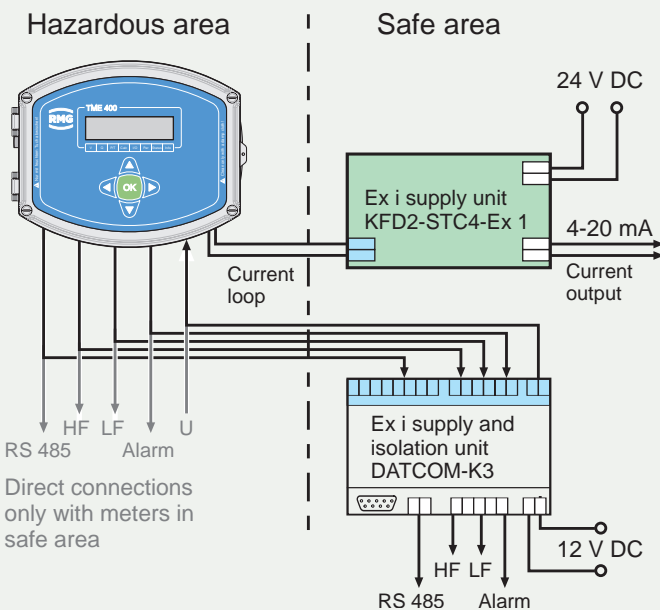 Hazardous area
Safe area
24 V DC
RMG
TME 400
OK
Ex i supply unit
KFD2-STC4-Ex 1
4-20 mA
Current
output
Current
loop
HF LF U
RS 485 Alarm
Direct connections
only with meters in
safe area
Ex i supply and
isolation unit
DATCOM-K3
12 V DC
HF LF
RS 485 Alarm